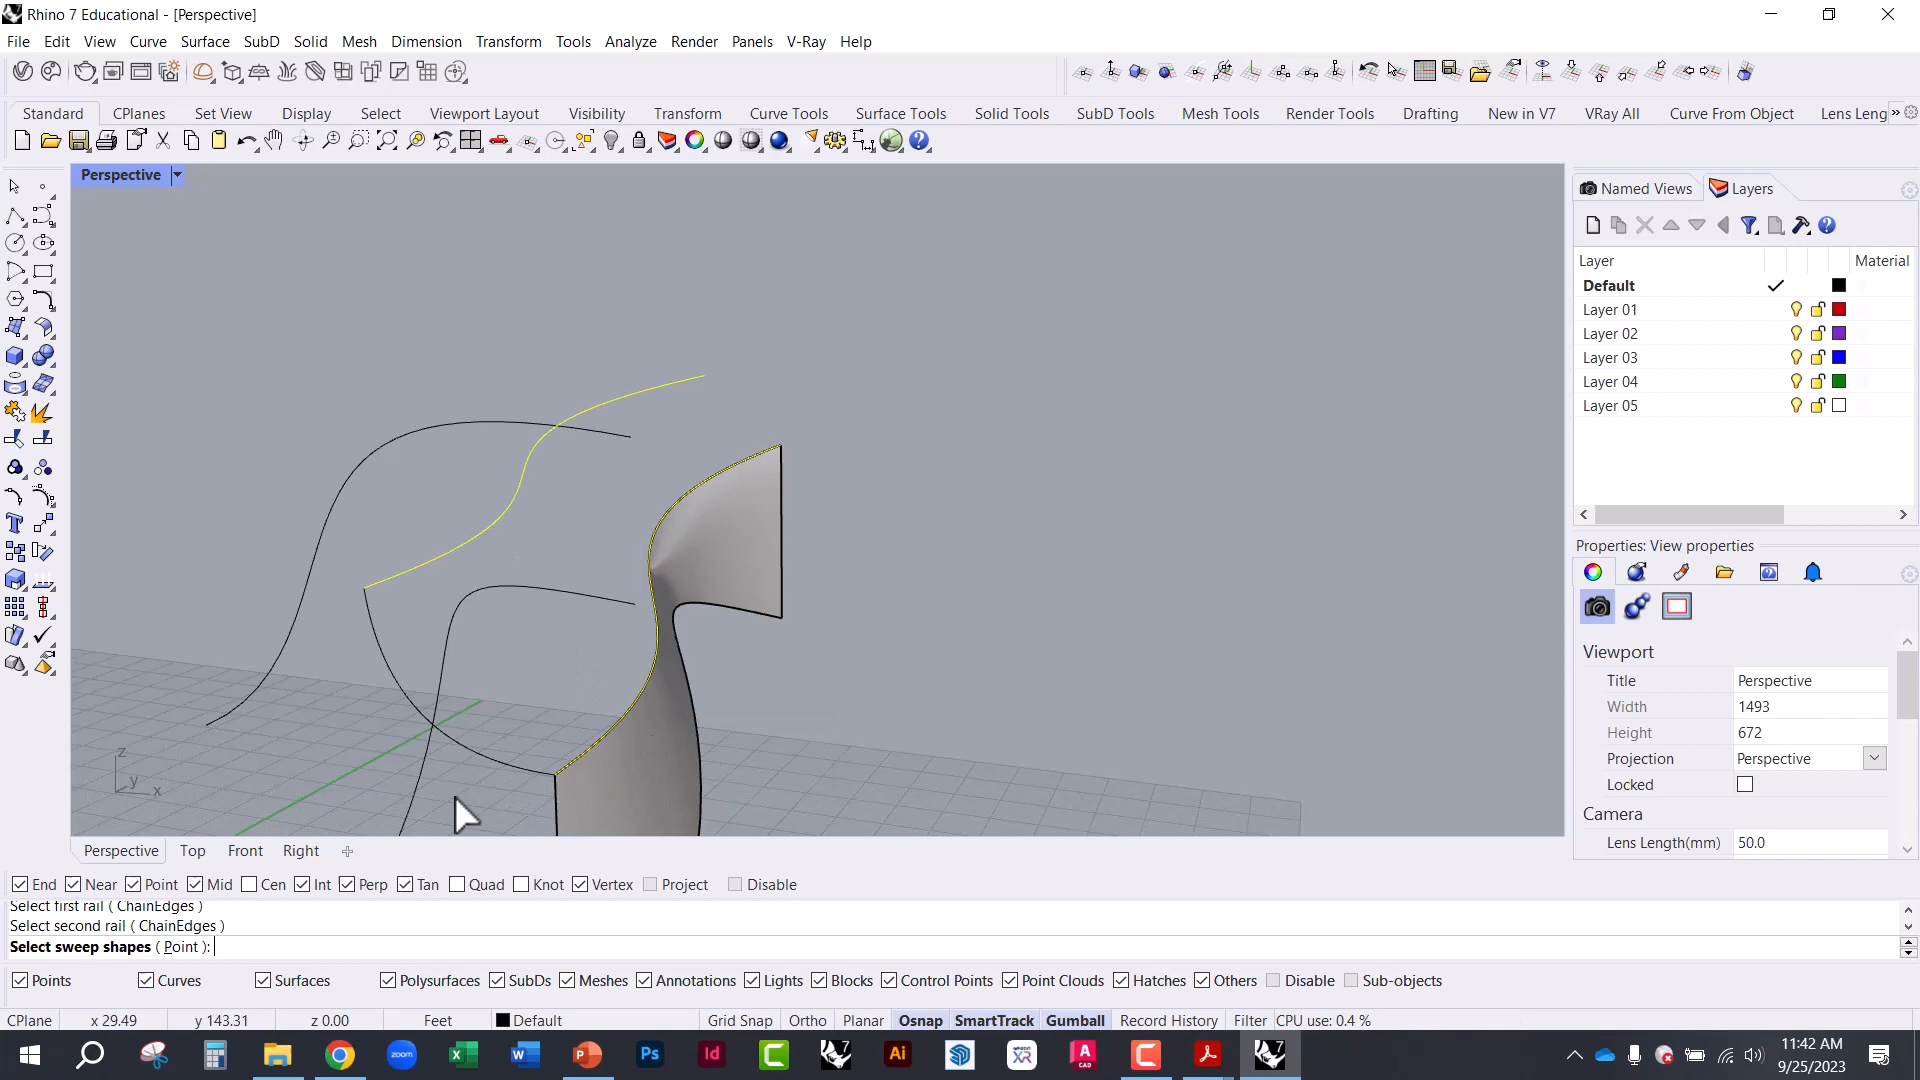 Rhino 7 Educational - [Perspective]
File Edit View Curve Surface SubD Solid Mesh Dimension Transform Tools Analyze Render Panels V-Ray Help
Standard CPlanes Set View Display Select Viewport Layout Visibility Transform Curve Tools Surface Tools Solid Tools SubD Tools Mesh Tools Render Tools Drafting New in V7 VRay All Curve From Object Lens Leng »
Perspective
Named Views Layers
Layer Material
Default
Layer 01
Layer 02
Layer 03
Layer 04
Layer 05
Properties: View properties
Viewport
Title Perspective
Width 1493
Height 672
Projection Perspective
Locked
Camera
Lens Length(mm) 50.0
z
y
x
Perspective Top Front Right
End Near Point Mid Cen Int Perp Tan Quad Knot Vertex Project Disable
Select first rail ( ChainEdges )
Select second rail ( ChainEdges )
Select sweep shapes ( Point ):
Points Curves Surfaces Polysurfaces SubDs Meshes Annotations Lights Blocks Control Points Point Clouds Hatches Others Disable Sub-objects
CPlane x 29.49 y 143.31 z 0.00 Feet Default Grid Snap Ortho Planar Osnap SmartTrack Gumball Record History Filter CPU use: 0.4 %
11:42 AM
9/25/2023